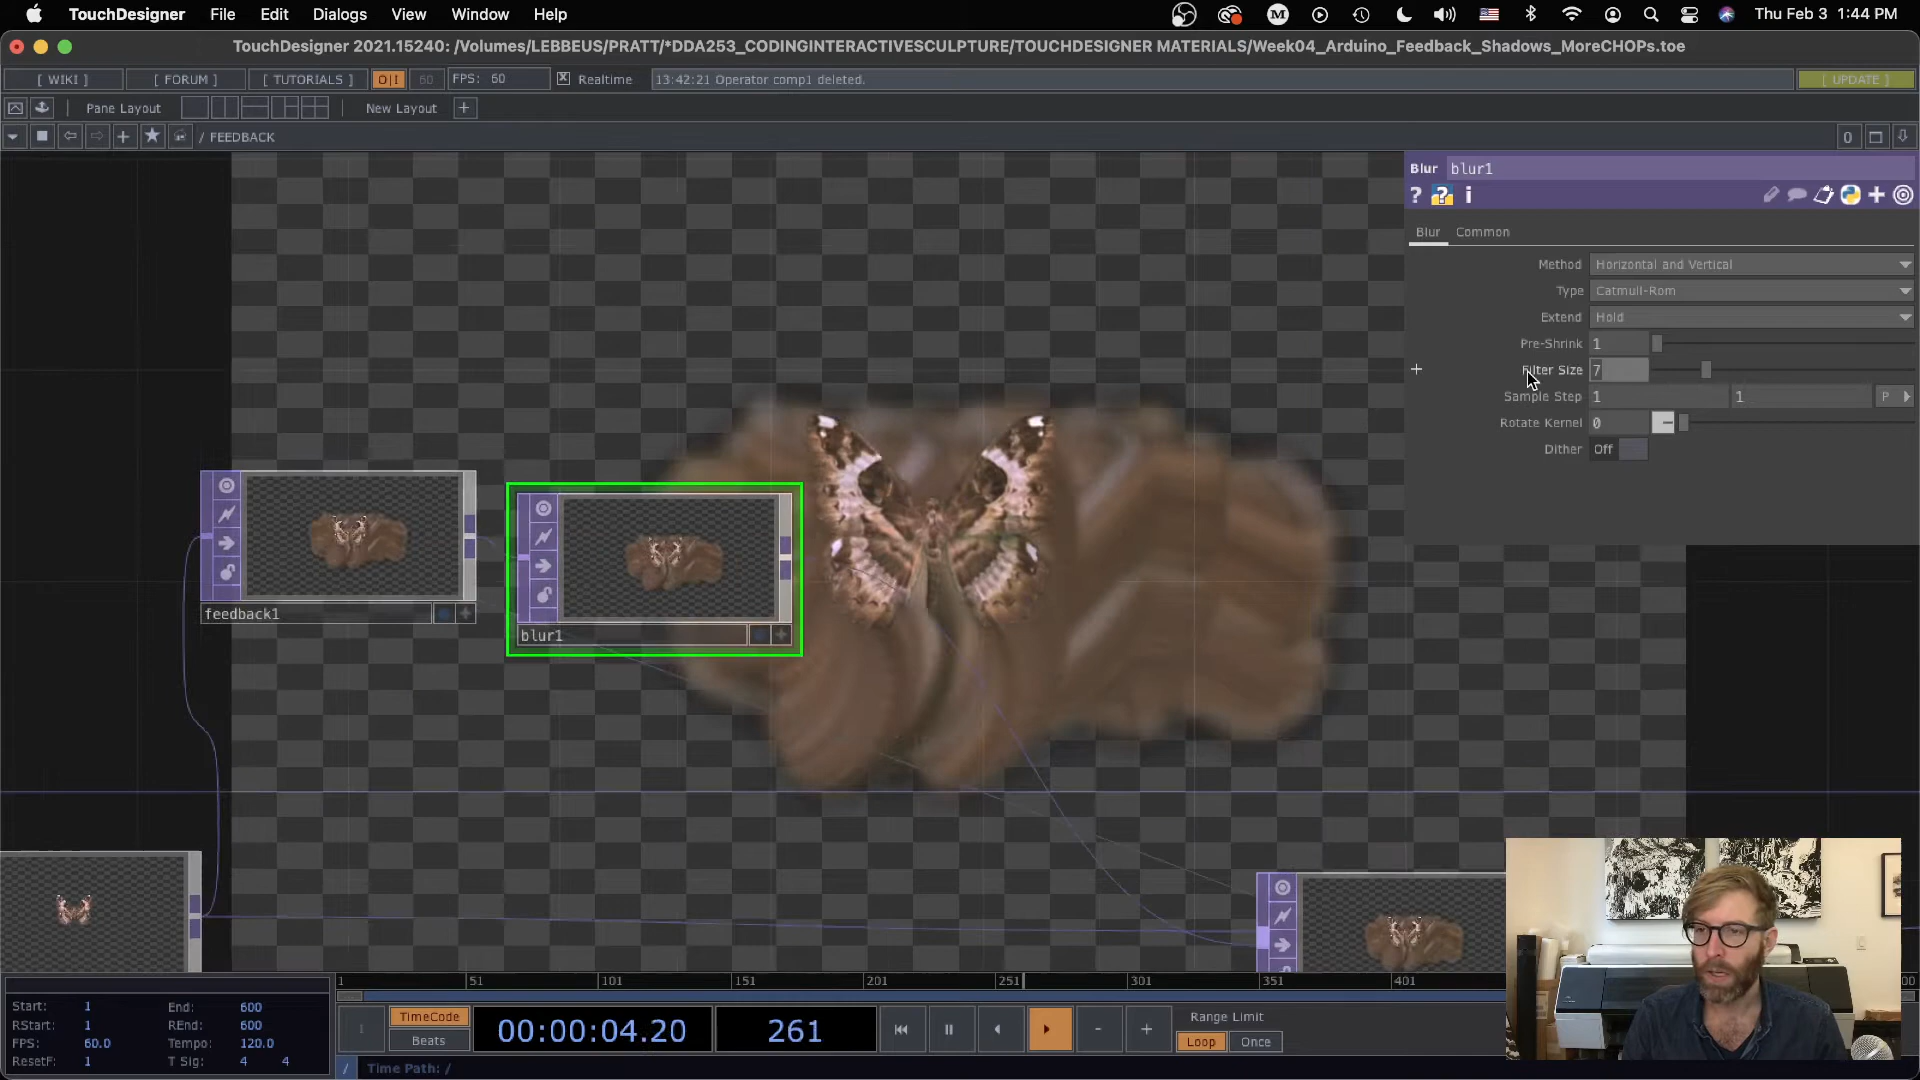 TouchDesigner File Edit Dialogs View Window Help Thu Feb 3 1:44 PM
TouchDesigner 2021.15240: /Volumes/LEBBEUS/PRATT/*DDA253_CODINGINTERACTIVESCULPTURE/TOUCHDESIGNER MATERIALS/Week04_Arduino_Feedback_Shadows_MoreCHOPs.toe
[ WIKI ] [ FORUM ] [ TUTORIALS ] O|I 60 FPS: 60 Realtime 13:42:21 Operator comp1 deleted. [ UPDATE ]
Pane Layout New Layout +
/ FEEDBACK 0
Blur blur1
? ? i
Blur Common
Method Horizontal and Vertical
Type Catmull-Rom
Extend Hold
Pre-Shrink 1
Filter Size 7
Sample Step 1 1 P
Rotate Kernel 0
Dither Off
feedback1
blur1
1 51 101 151 201 251 301 351 401
Start: 1 End: 600
RStart: 1 REnd: 600
FPS: 60.0 Tempo: 120.0
ResetF: 1 T Sig: 4 4
TimeCode
Beats
00:00:04.20 261
- +
Range Limit
Loop Once
/ Time Path: /